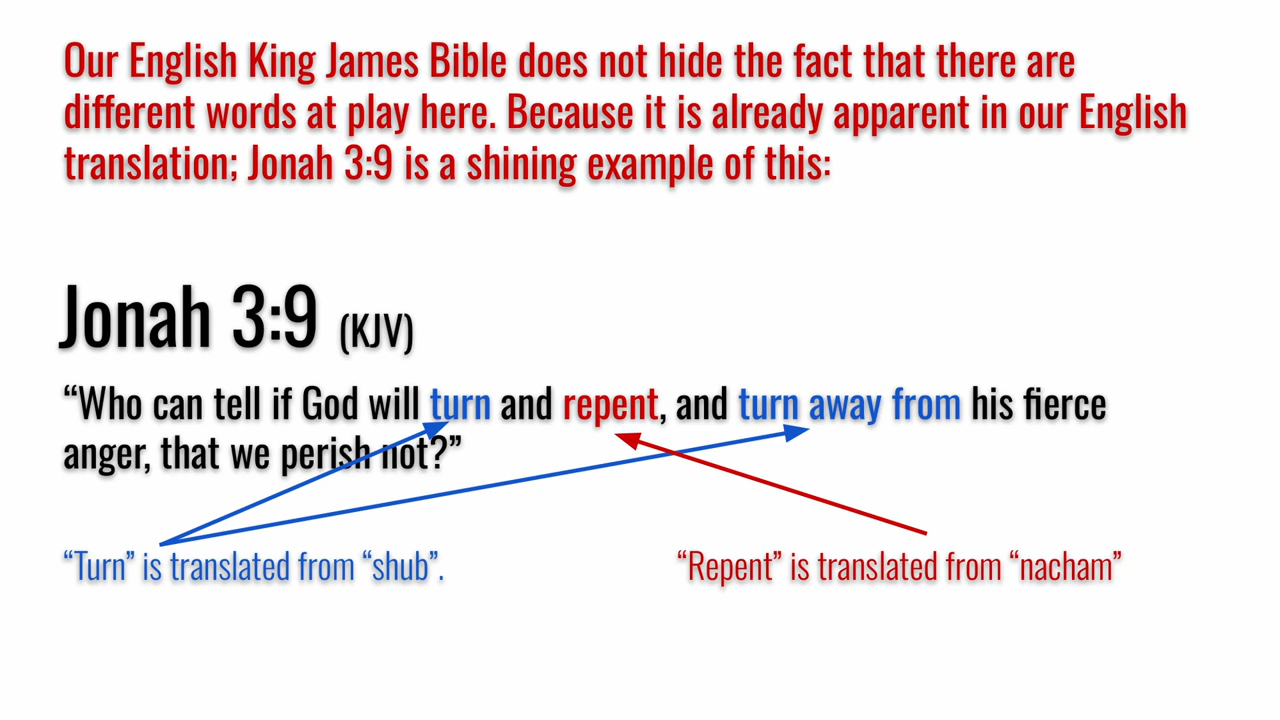 Our English King James Bible does not hide the fact that there are
different words at play here. Because it is already apparent in our English
translation; Jonah 3:9 is a shining example of this:
Jonah 3:9 (KJV)
“Who can tell if God will turn and repent, and turn away from his fierce
anger, that we perish not?”
“Turn” is translated from “shub”.
“Repent” is translated from “nacham”